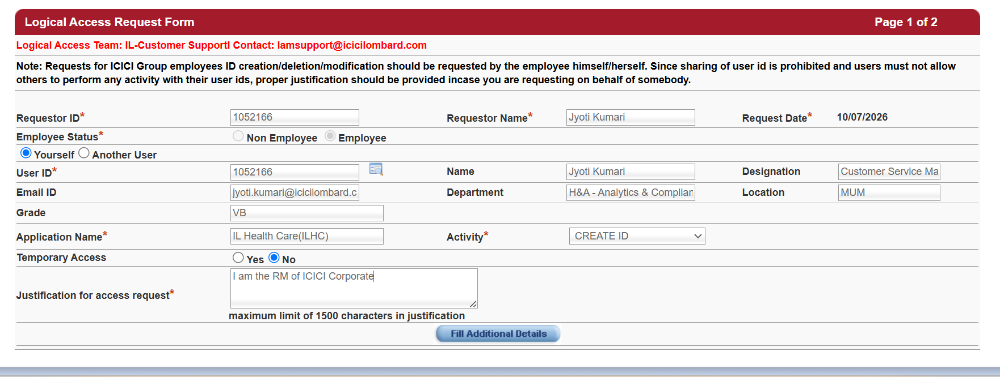 Logical Access Request Form Page 1 of 2
Logical Access Team: IL-Customer Supportl Contact: lamsupport@icicilombard.com
Note: Requests for ICICI Group employees ID creation/deletion/modification should be requested by the employee himself/herself. Since sharing of user id is prohibited and users must not allow
others to perform any activity with their user ids, proper justification should be provided incase you are requesting on behalf of somebody.
Requestor ID* 1052166 Requestor Name* Jyoti Kumari Request Date* 10/07/2026
Employee Status* Non Employee Employee
Yourself Another User
User ID* 1052166 Name Jyoti Kumari Designation Customer Service Ma
Email ID jyoti.kumari@icicilombard.c Department H&A - Analytics & Complian Location MUM
Grade VB
Application Name* IL Health Care(ILHC) Activity* CREATE ID
Temporary Access Yes No
Justification for access request* I am the RM of ICICI Corporate
maximum limit of 1500 characters in justification
Fill Additional Details